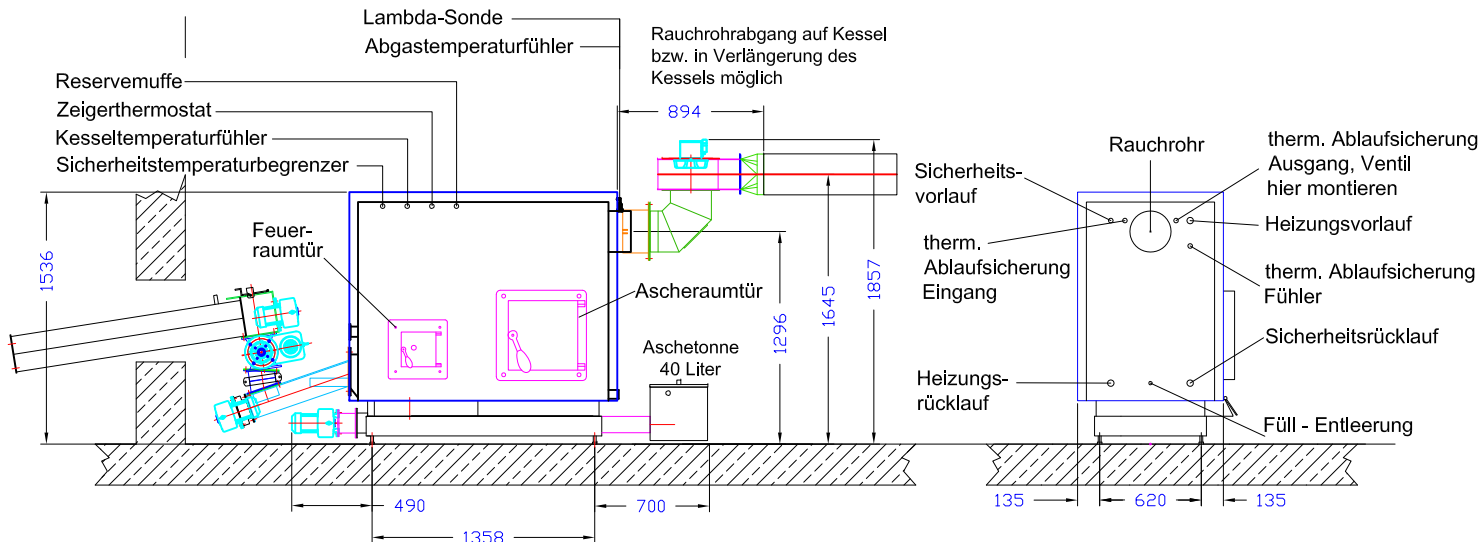 Lambda-Sonde
Abgastemperaturfühler
Rauchrohrabgang auf Kessel
bzw. in Verlängerung des
Kessels möglich
Reservemuffe
Zeigerthermostat
Kesseltemperaturfühler
Sicherheitstemperaturbegrenzer
894
Feuer-
raumtür
Ascheraumtür
Aschetonne
40 Liter
1536
1296
1645
1857
490
700
1358
Rauchrohr
therm. Ablaufsicherung
Ausgang, Ventil
hier montieren
Sicherheits-
vorlauf
Heizungsvorlauf
therm.
Ablaufsicherung
Eingang
therm. Ablaufsicherung
Fühler
Sicherheitsrücklauf
Heizungs-
rücklauf
Füll - Entleerung
135
620
135